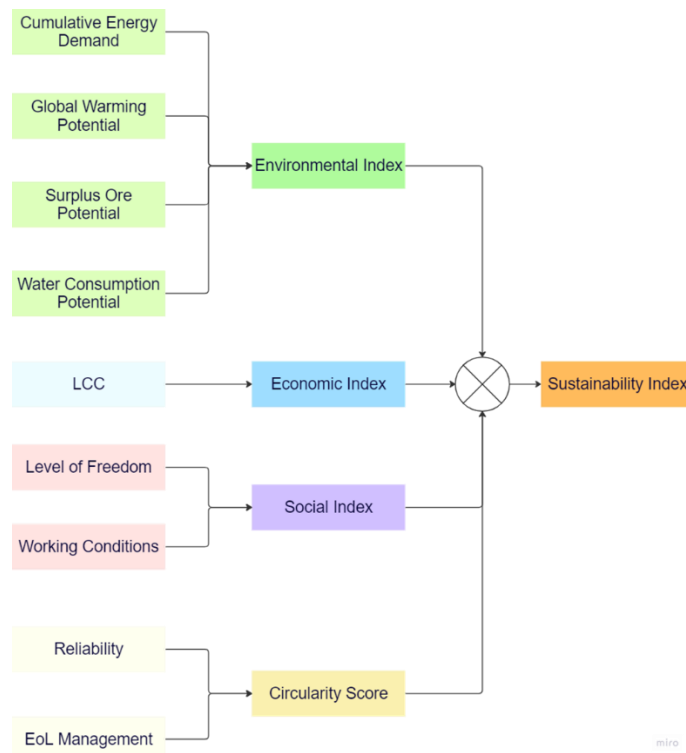 Cumulative Energy
Demand
Global Warming
Potential
Environmental Index
Surplus Ore
Potential
Water Consumption
Potential
LCC
Economic Index
Sustainability Index
Level of Freedom
Social Index
Working Conditions
Reliability
Circularity Score
EoL Management
miro